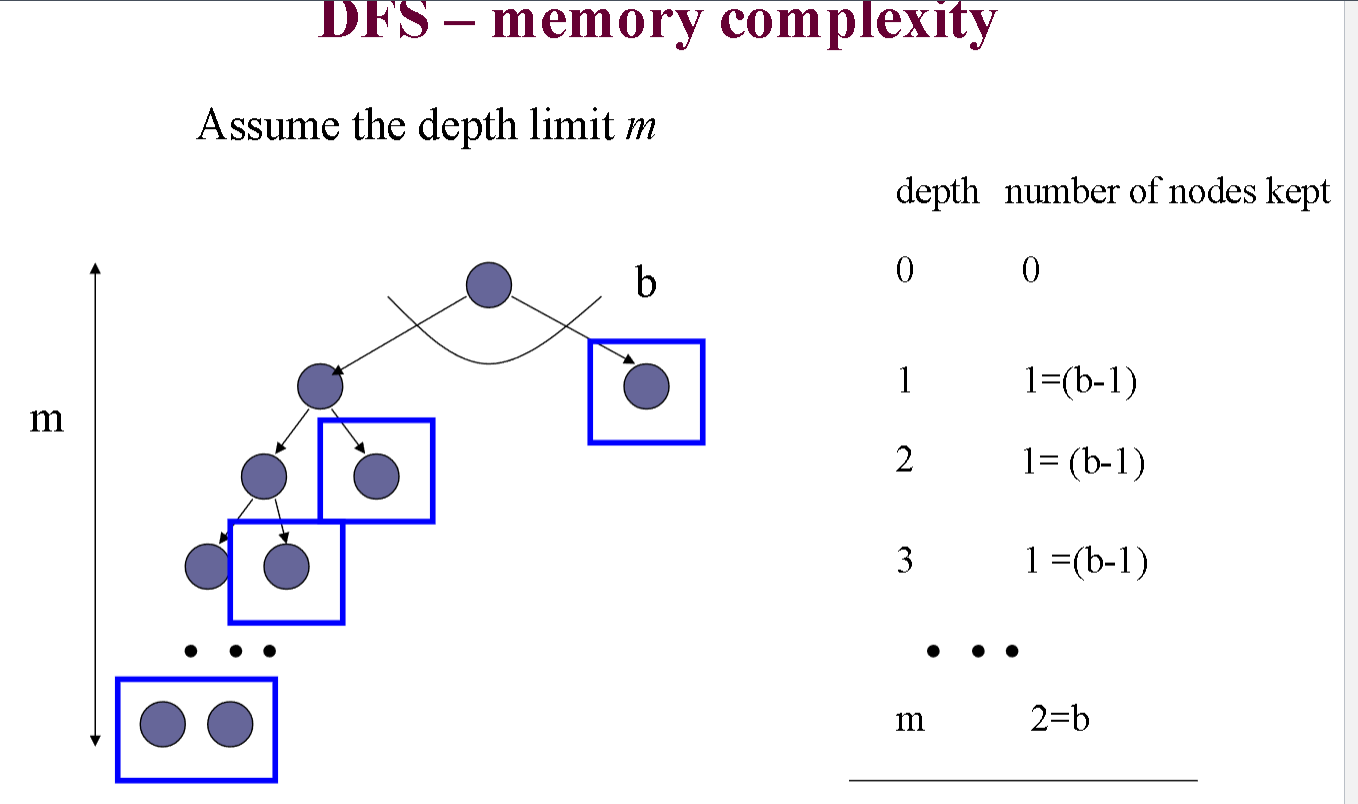 DFS – memory complexity
Assume the depth limit m
depth number of nodes kept
b
0 0
1 1=(b-1)
m
2 1= (b-1)
3 1 =(b-1)
• • •
• • •
m 2=b